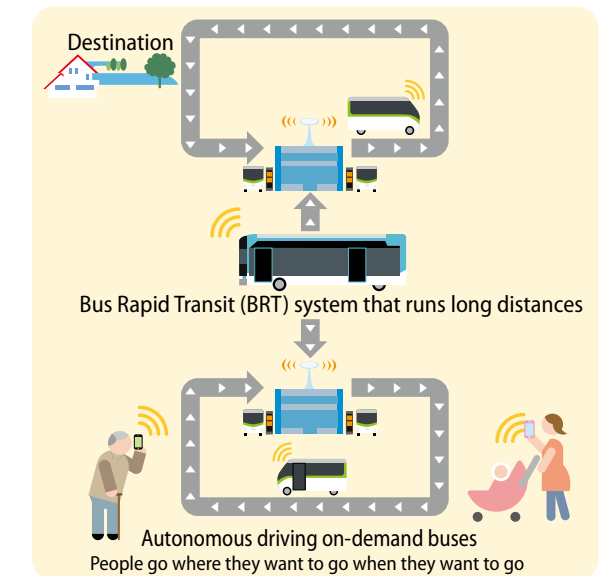 Destination
Bus Rapid Transit (BRT) system that runs long distances
Autonomous driving on-demand buses
People go where they want to go when they want to go